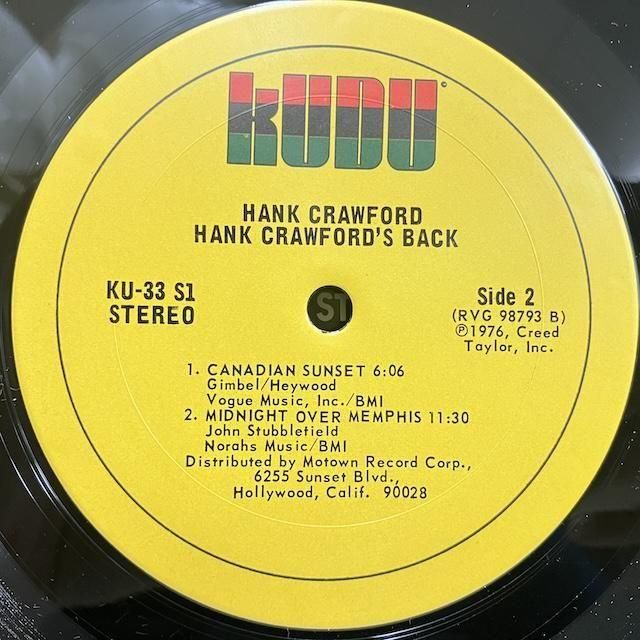 KUDU
HANK CRAWFORD
HANK CRAWFORD'S BACK
KU-33 S1
STEREO
Side 2
(RVG 98793 B)
℗1976, Creed
Taylor, Inc.
ST
1. CANADIAN SUNSET 6:06
Gimbel/Heywood
Vogue Music, Inc./BMI
2. MIDNIGHT OVER MEMPHIS 11:30
John Stubblefield
Norahs Music/BMI
Distributed by Motown Record Corp.,
6255 Sunset Blvd.,
Hollywood, Calif. 90028